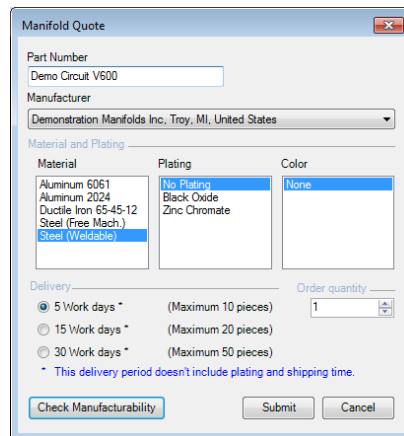 Manifold Quote
Part Number
Demo Circuit V600
Manufacturer
Demonstration Manifolds Inc, Troy, MI, United States
Material and Plating
Material Plating Color
Aluminum 6061 No Plating None
Aluminum 2024 Black Oxide
Ductile Iron 65-45-12 Zinc Chromate
Steel (Free Mach.)
Steel (Weldable)
Delivery Order quantity
5 Work days * (Maximum 10 pieces) 1
15 Work days * (Maximum 20 pieces)
30 Work days * (Maximum 50 pieces)
* This delivery period doesn't include plating and shipping time.
Check Manufacturability Submit Cancel